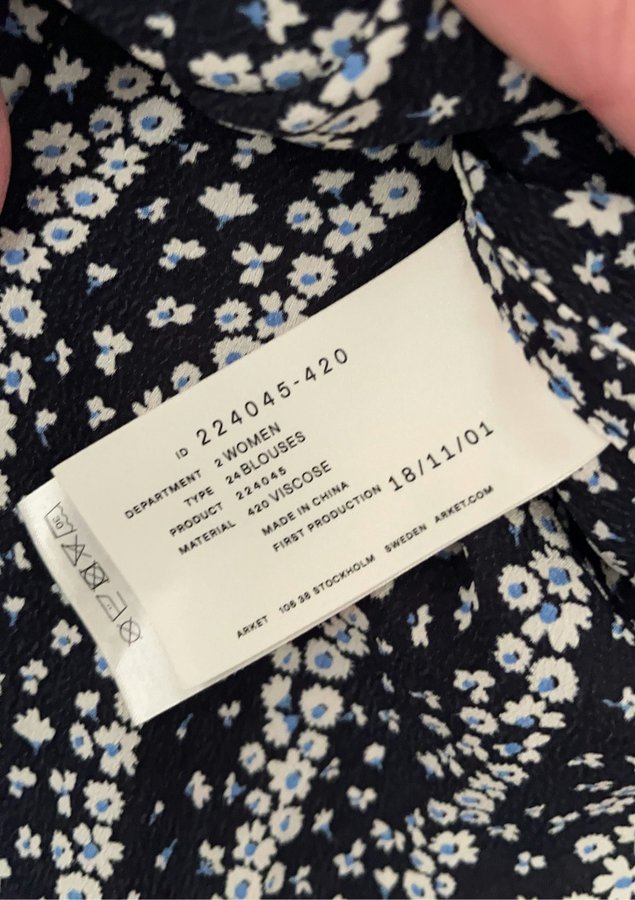 ID 224045-420
DEPARTMENT 2 WOMEN
TYPE 24 BLOUSES
PRODUCT 224045
MATERIAL 420 VISCOSE
MADE IN CHINA
FIRST PRODUCTION 18/11/01
ARKET 106 38 STOCKHOLM SWEDEN ARKET.COM
30